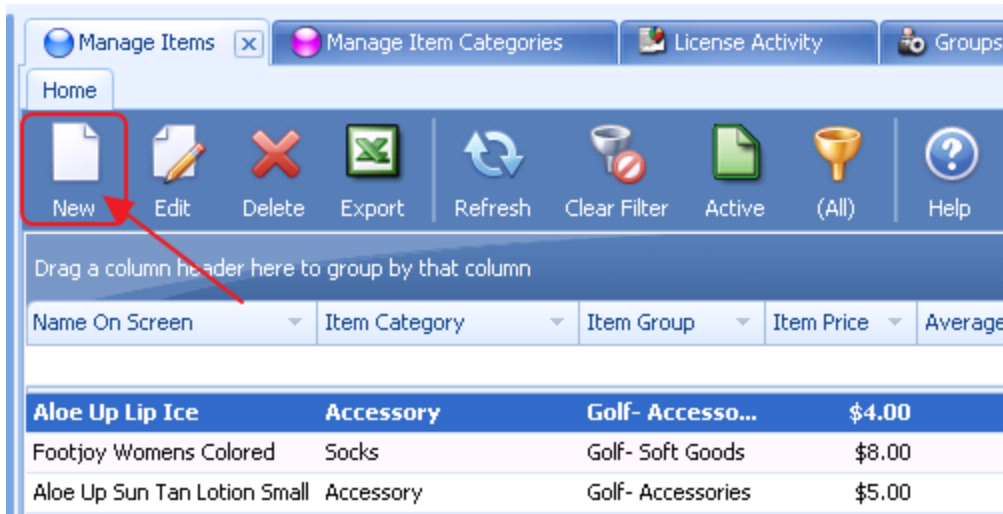 Manage Items Manage Item Categories License Activity Groups
Home
New Edit Delete Export Refresh Clear Filter Active (All) Help
Drag a column header here to group by that column
Name On Screen Item Category Item Group Item Price Average
Aloe Up Lip Ice Accessory Golf- Accesso... $4.00
Footjoy Womens Colored Socks Golf- Soft Goods $8.00
Aloe Up Sun Tan Lotion Small Accessory Golf- Accessories $5.00